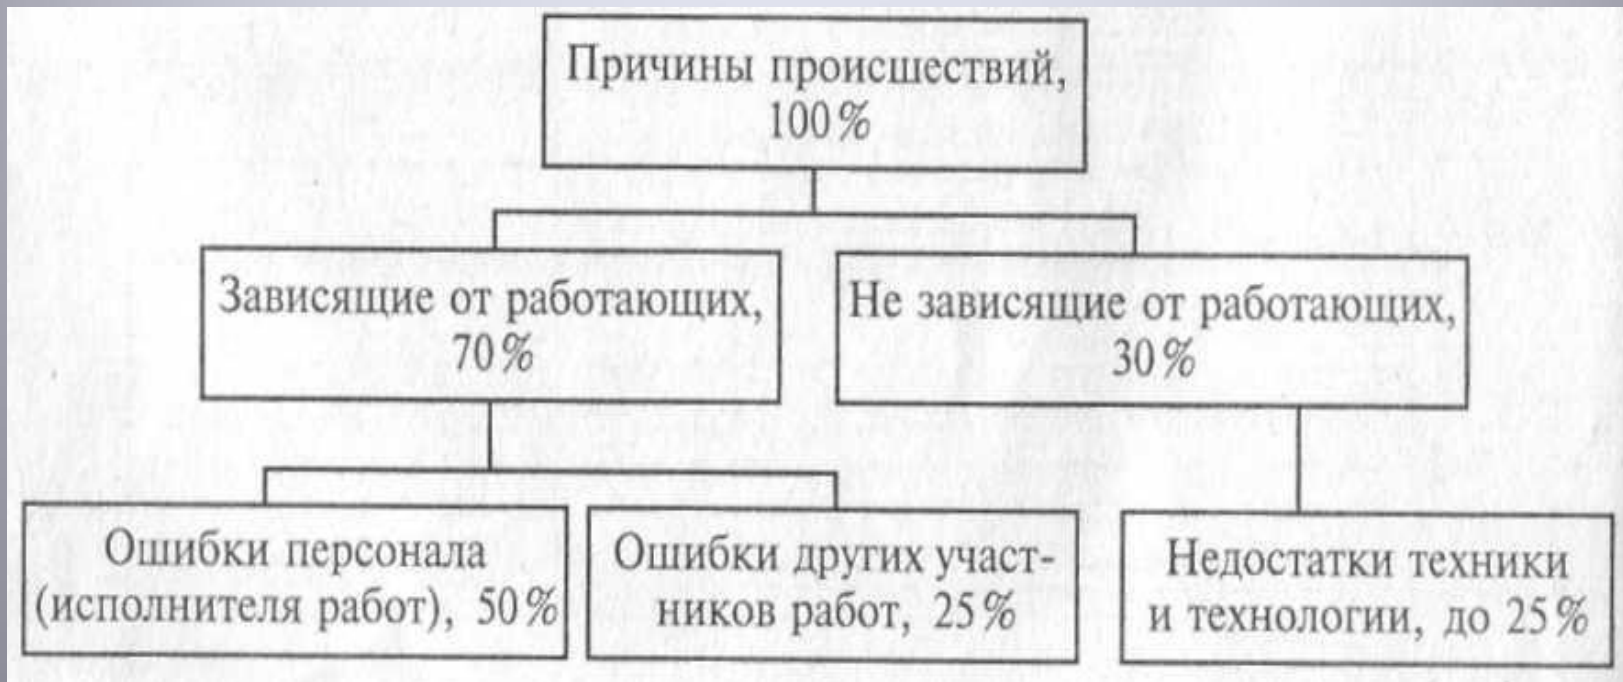 Причины происшествий,
100%
Зависящие от работающих,
70%
Не зависящие от работающих,
30%
Ошибки персонала
(исполнителя работ), 50%
Ошибки других участ-
ников работ, 25%
Недостатки техники
и технологии, до 25%